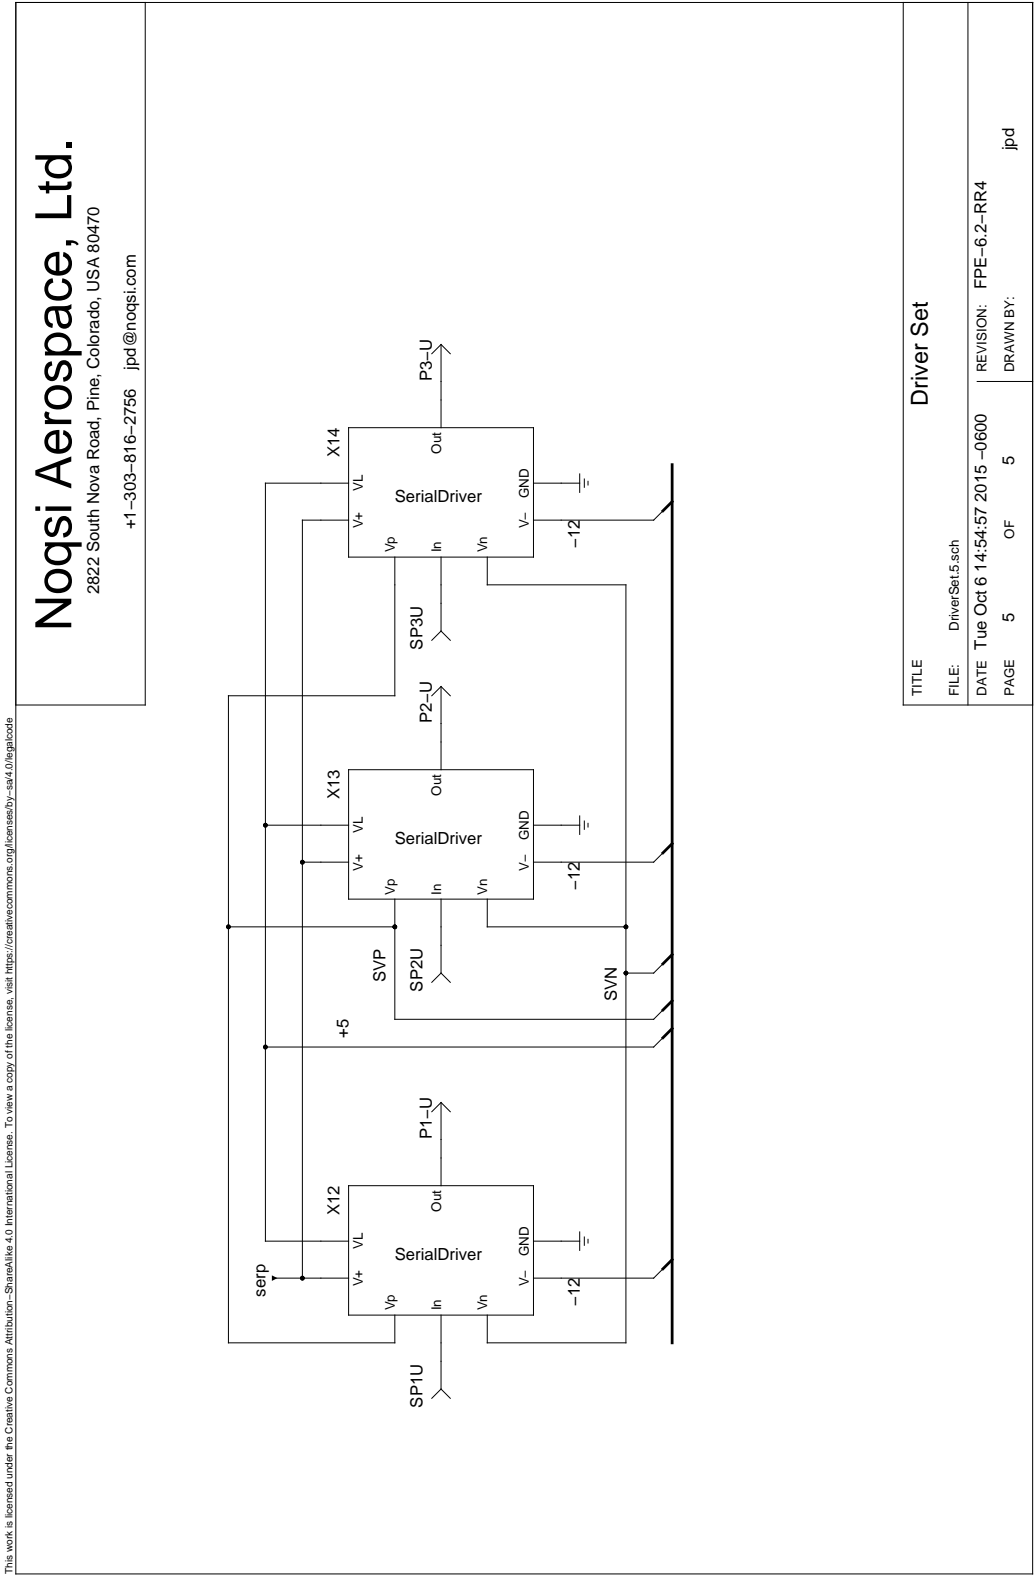 This work is licensed under the Creative Commons Attribution−ShareAlike 4.0 International License. To view a copy of the license, visit https://creativecommons.org/licenses/by−sa/4.0/legalcode
Noqsi Aerospace, Ltd.
2822 South Nova Road, Pine, Colorado, USA 80470
+1−303−816−2756 jpd@noqsi.com
serp
+5
X12
X13
X14
V+
VL
V+
VL
V+
VL
Vp
Vp
Vp
SVP
SP1U
In
SerialDriver
Out
P1−U
SP2U
In
SerialDriver
Out
P2−U
SP3U
In
SerialDriver
Out
P3−U
Vn
Vn
Vn
V−
GND
V−
GND
V−
GND
−12
−12
−12
SVN
TITLE
Driver Set
FILE: DriverSet.5.sch
DATE Tue Oct 6 14:54:57 2015 −0600
REVISION: FPE−6.2−RR4
PAGE 5 OF 5
DRAWN BY: jpd